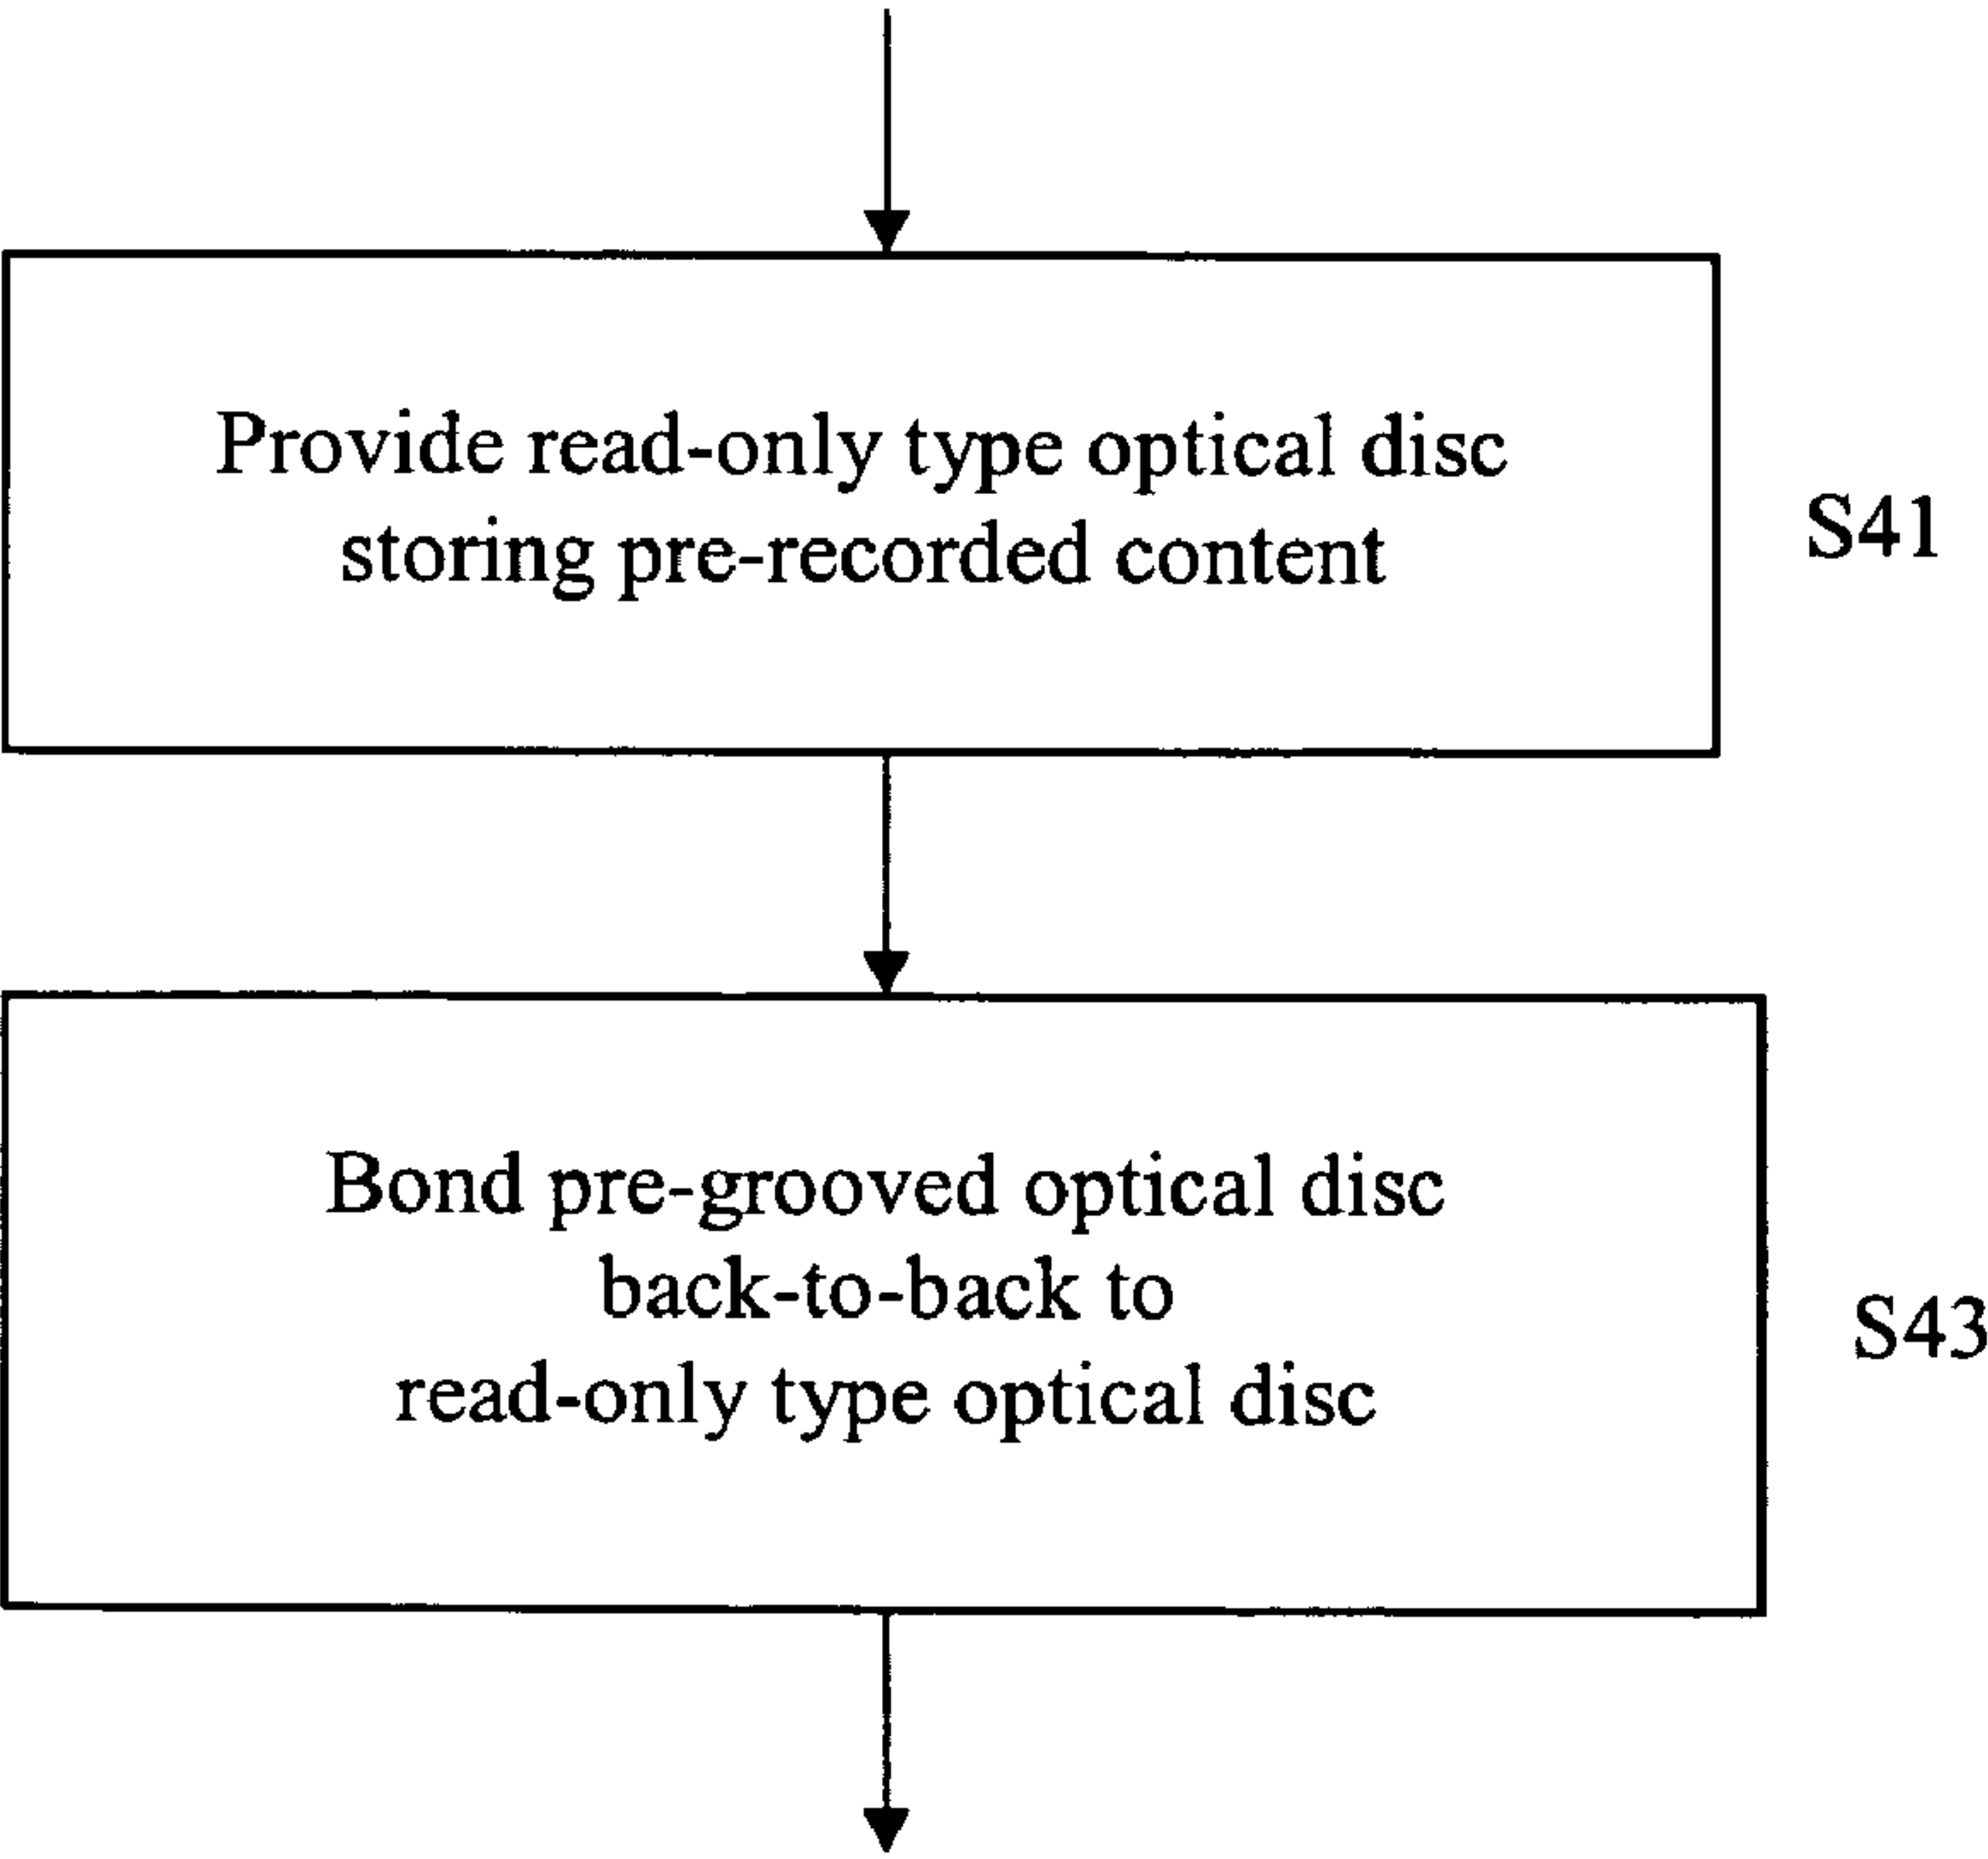 Provide read-only type optical disc
storing pre-recorded content
S41
Bond pre-grooved optical disc
back-to-back to
read-only type optical disc
S43